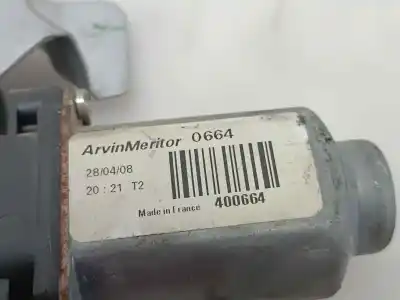 ArvinMeritor 0664
28/04/08
20:21 T2
Made in France 400664